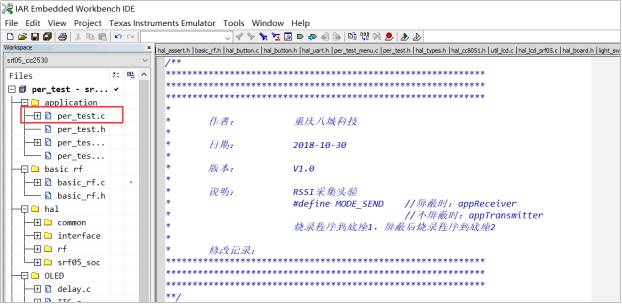 IAR Embedded Workbench IDE
File Edit View Project Texas Instruments Emulator Tools Window Help
Workspace
hal_assert.h basic_rf.h hal_button.c hal_button.h hal_uart.h per_test_menu.c per_test.h hal_types.h hal_cc8051.h util_lcd.c hal_lcd_srf05.c hal_board.h light_sw
srf05_cc2530
Files
per_test - sr...
application
per_test.c
per_test.h
per_tes...
per_tes...
basic rf
basic_rf.c
basic_rf.h
hal
common
interface
rf
srf05_soc
OLED
delay.c
/**
******************************************************************
******************************************************************
******************************************************************
*
* 作者: 重庆八城科技
*
* 日期: 2018-10-30
*
* 版本: V1.0
*
* 说明: RSSI采集实验
* #define MODE_SEND //屏蔽时：appReceiver
* //不屏蔽时：appTransmitter
* 烧录程序到底座1，屏蔽后烧录程序到底座2
*
* 修改记录：
******************************************************************
******************************************************************
******************************************************************
**/